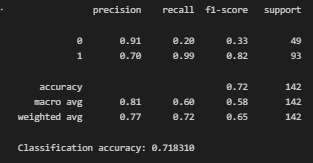 precision recall f1-score support
0 0.91 0.20 0.33 49
1 0.70 0.99 0.82 93
accuracy 0.72 142
macro avg 0.81 0.60 0.58 142
weighted avg 0.77 0.72 0.65 142
Classification accuracy: 0.718310